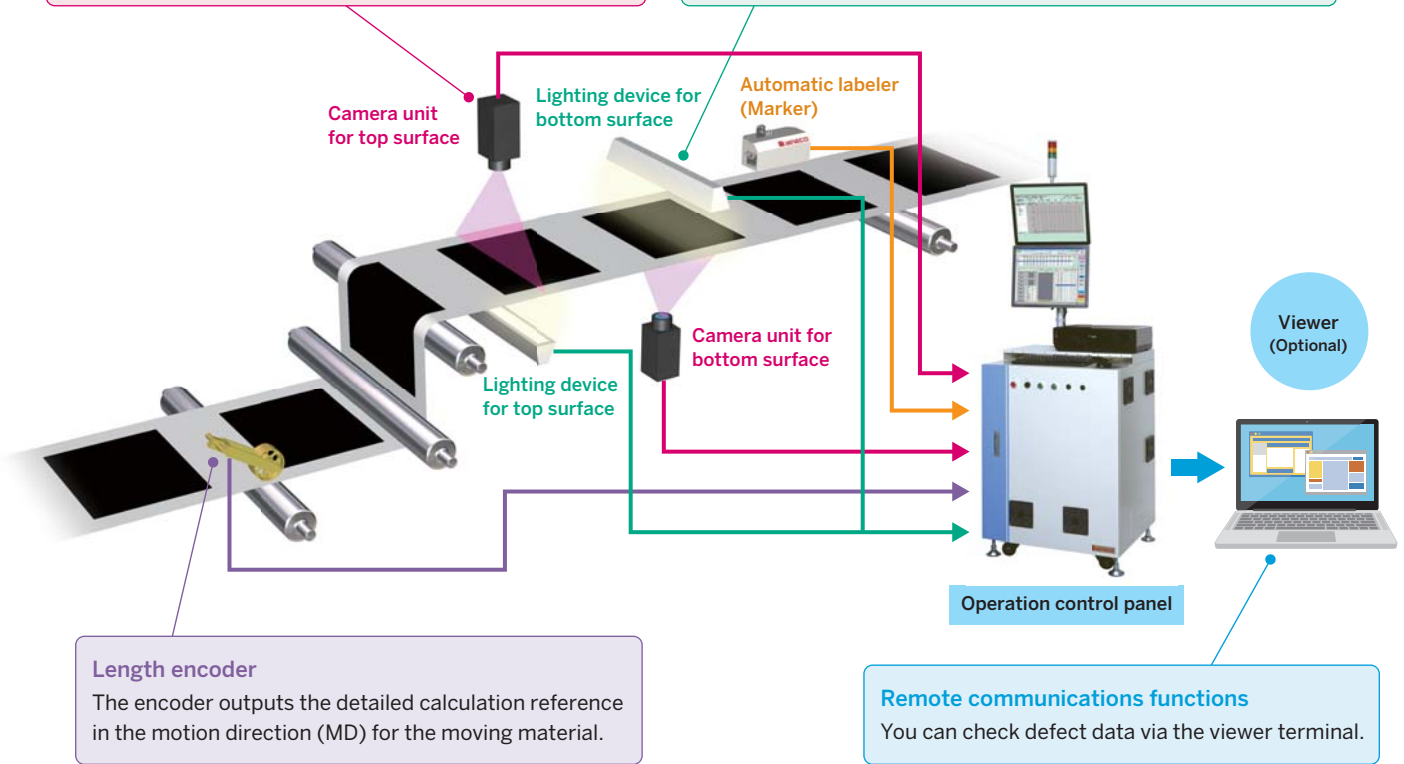 Camera unit
for top surface
Lighting device for
bottom surface
Automatic labeler
(Marker)
Camera unit for
bottom surface
Lighting device
for top surface
Viewer
(Optional)
Operation control panel
Length encoder
The encoder outputs the detailed calculation reference
in the motion direction (MD) for the moving material.
Remote communications functions
You can check defect data via the viewer terminal.